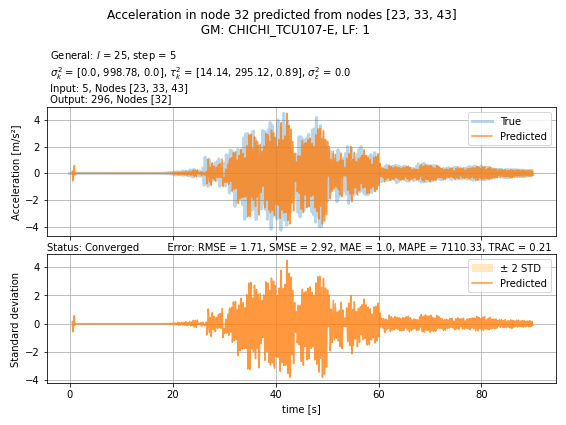 Acceleration in node 32 predicted from nodes [23, 33, 43]
GM: CHICHI_TCU107-E, LF: 1
General: l = 25, step = 5
σ²ₖ = [0.0, 998.78, 0.0], τ²ₖ = [14.14, 295.12, 0.89], σ²ε = 0.0
Input: 5, Nodes [23, 33, 43]
Output: 296, Nodes [32]
Acceleration [m/s²]
4
2
0
−2
−4
True
Predicted
Status: Converged
Error: RMSE = 1.71, SMSE = 2.92, MAE = 1.0, MAPE = 7110.33, TRAC = 0.21
Standard deviation
4
2
0
−2
−4
± 2 STD
Predicted
0 20 40 60 80
time [s]